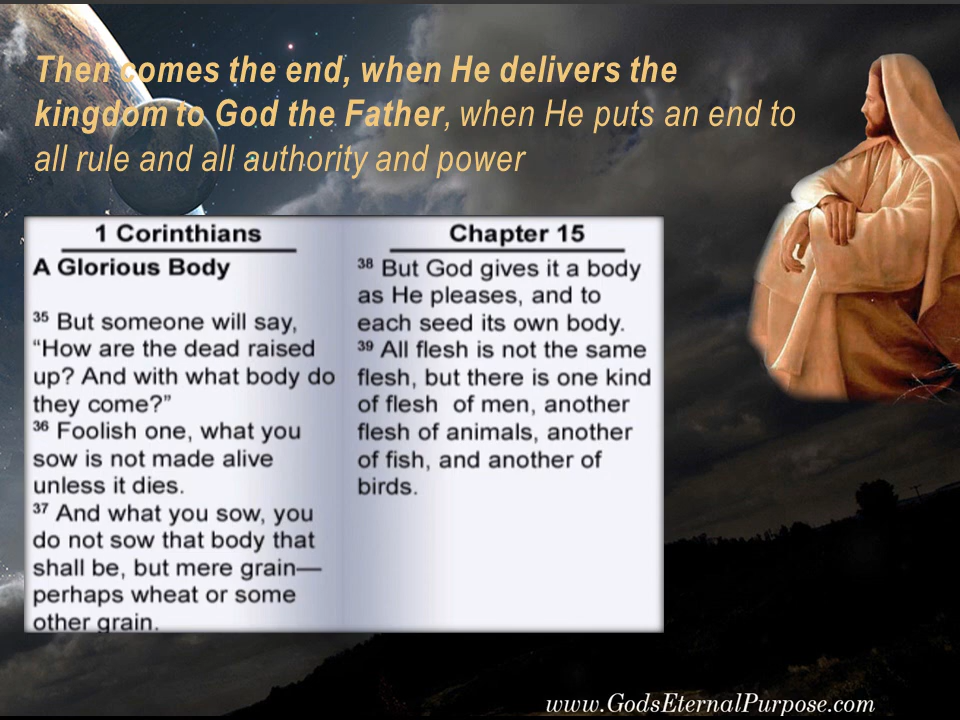 Then comes the end, when He delivers the
kingdom to God the Father, when He puts an end to
all rule and all authority and power
1 Corinthians
A Glorious Body
³⁵ But someone will say,
“How are the dead raised
up? And with what body do
they come?”
³⁶ Foolish one, what you
sow is not made alive
unless it dies.
³⁷ And what you sow, you
do not sow that body that
shall be, but mere grain—
perhaps wheat or some
other grain.
Chapter 15
³⁸ But God gives it a body
as He pleases, and to
each seed its own body.
³⁹ All flesh is not the same
flesh, but there is one kind
of flesh of men, another
flesh of animals, another
of fish, and another of
birds.
www.GodsEternalPurpose.com